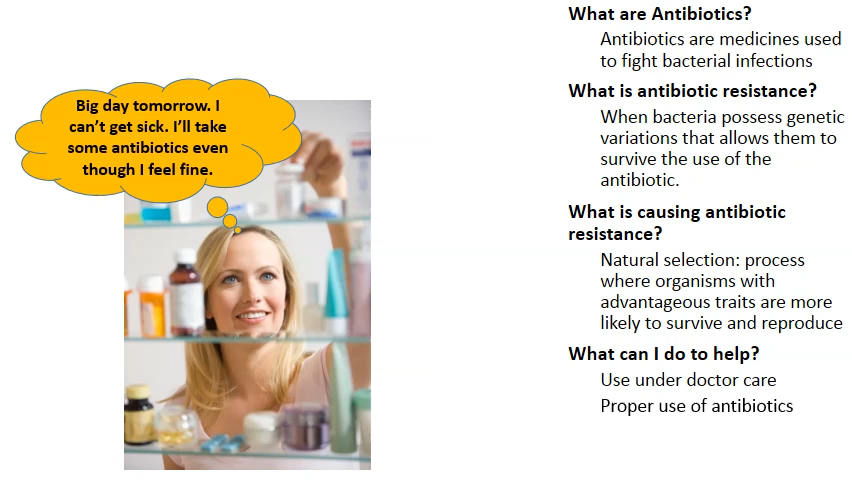 Big day tomorrow. I
can't get sick. I'll take
some antibiotics even
though I feel fine.
What are Antibiotics?
Antibiotics are medicines used
to fight bacterial infections
What is antibiotic resistance?
When bacteria possess genetic
variations that allows them to
survive the use of the
antibiotic.
What is causing antibiotic
resistance?
Natural selection: process
where organisms with
advantageous traits are more
likely to survive and reproduce
What can I do to help?
Use under doctor care
Proper use of antibiotics